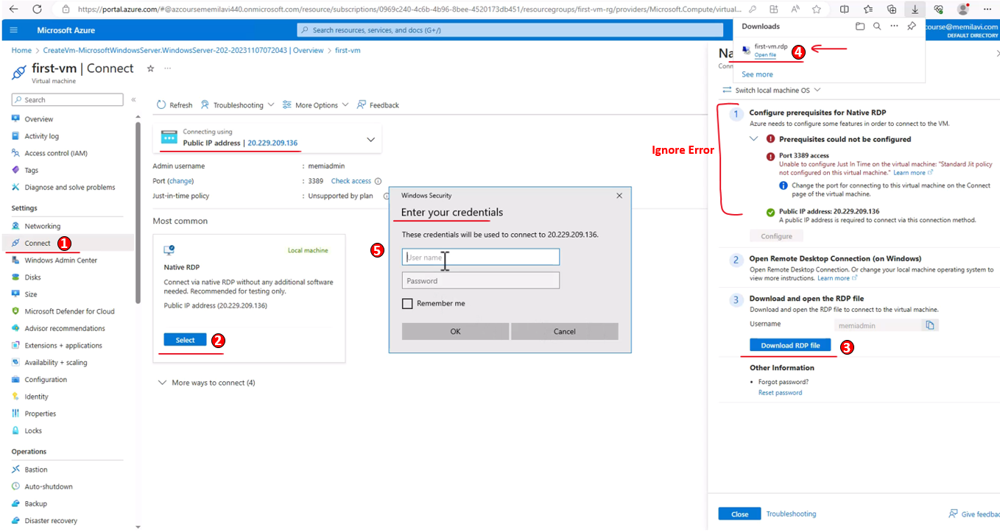 https://portal.azure.com/#@azcoursememilavi440.onmicrosoft.com/resource/subscriptions/0969c240-4c6b-4b96-8bee-4520173db451/resourcegroups/first-vm-rg/providers/Microsoft.Compute/virtual...
Microsoft Azure
Search resources, services, and docs (G+/)
course@memilavi.com
DEFAULT DIRECTORY
Downloads
first-vm.rdp
Open file
4
See more
Home > CreateVm-MicrosoftWindowsServer.WindowsServer-202-20231107072043 | Overview > first-vm
first-vm | Connect
Virtual machine
Search
Overview
Activity log
Access control (IAM)
Tags
Diagnose and solve problems
Settings
Networking
Connect
1
Windows Admin Center
Disks
Size
Microsoft Defender for Cloud
Advisor recommendations
Extensions + applications
Availability + scaling
Configuration
Identity
Properties
Locks
Operations
Bastion
Auto-shutdown
Backup
Disaster recovery
Refresh
Troubleshooting
More Options
Feedback
Connecting using
Public IP address | 20.229.209.136
Admin username : memiadmin
Port (change) : 3389 Check access
Just-in-time policy : Unsupported by plan
Most common
Local machine
Native RDP
Connect via native RDP without any additional software
needed. Recommended for testing only.
Public IP address (20.229.209.136)
Select
2
More ways to connect (4)
5
Windows Security
Enter your credentials
These credentials will be used to connect to 20.229.209.136.
User name
Password
Remember me
OK
Cancel
Ignore Error
Na
Conne
Switch local machine OS
1
Configure prerequisites for Native RDP
Azure needs to configure some features in order to connect to the VM.
Prerequisites could not be configured
Port 3389 access
Unable to configure Just In Time on the virtual machine: "Standard Jit policy
not configured on this virtual machine." Learn more
Change the port for connecting to this virtual machine on the Connect
page of the virtual machine.
Public IP address: 20.229.209.136
A public IP address is required to connect via this connection method.
Configure
2
Open Remote Desktop Connection (on Windows)
Open Remote Desktop Connection. Or change your local machine operating system to
view more instructions. Learn more
3
Download and open the RDP file
Download and open the RDP file to connect to the virtual machine.
Username
memiadmin
Download RDP file
3
Other Information
• Forgot password?
Reset password
Close
Troubleshooting
Give feedbac